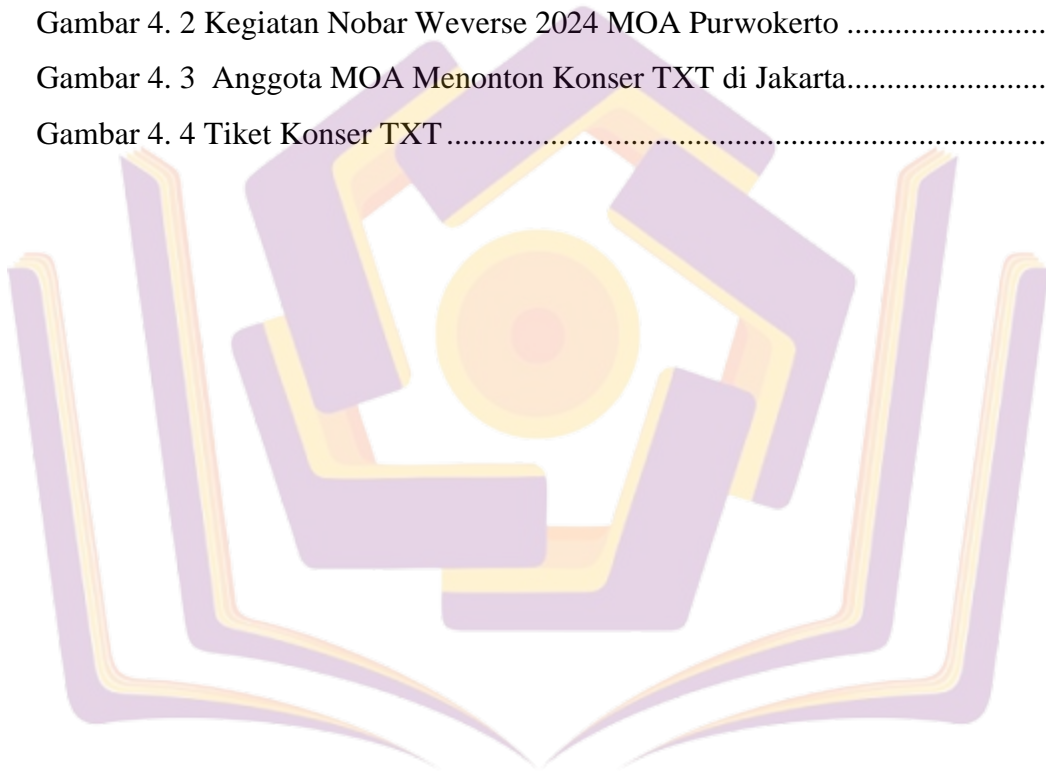 Gambar 4. 2 Kegiatan Nobar Weverse 2024 MOA Purwokerto .........................
Gambar 4. 3  Anggota MOA Menonton Konser TXT di Jakarta.........................
Gambar 4. 4 Tiket Konser TXT ...........................................................................